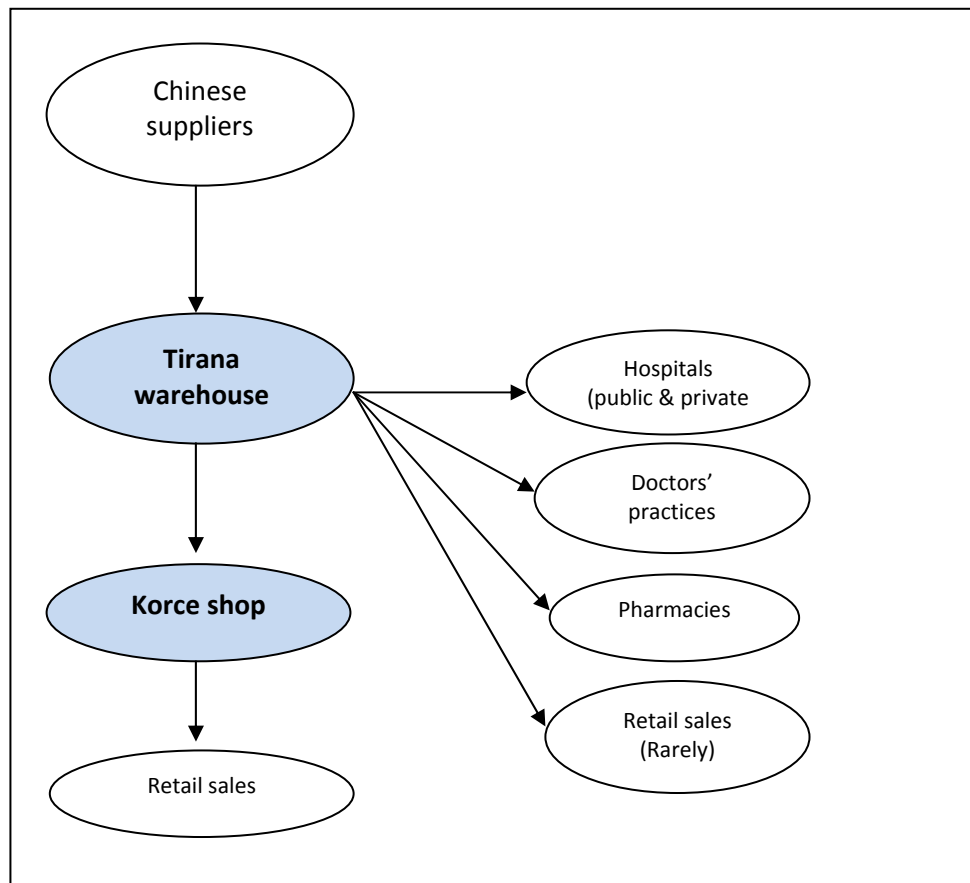 Chinese
suppliers
Tirana
warehouse
Hospitals
(public & private
Doctors’
practices
Korce shop
Pharmacies
Retail sales
(Rarely)
Retail sales